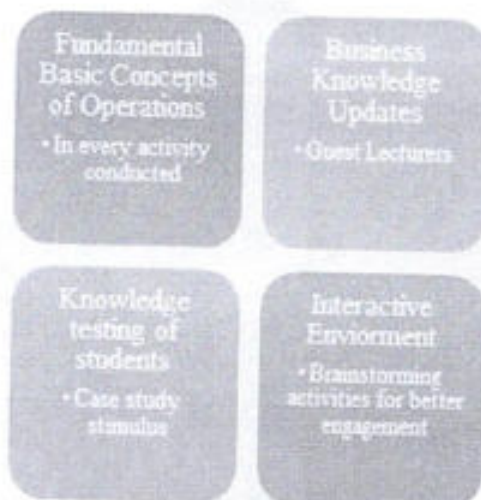 Fundamental
Basic Concepts
of Operations
• In every activity
conducted
Business
Knowledge
Updates
• Guest Lecturers
Knowledge
testing of
students
• Case study
stimulus
Interactive
Enviorment
• Brainstorming
activities for better
engagement